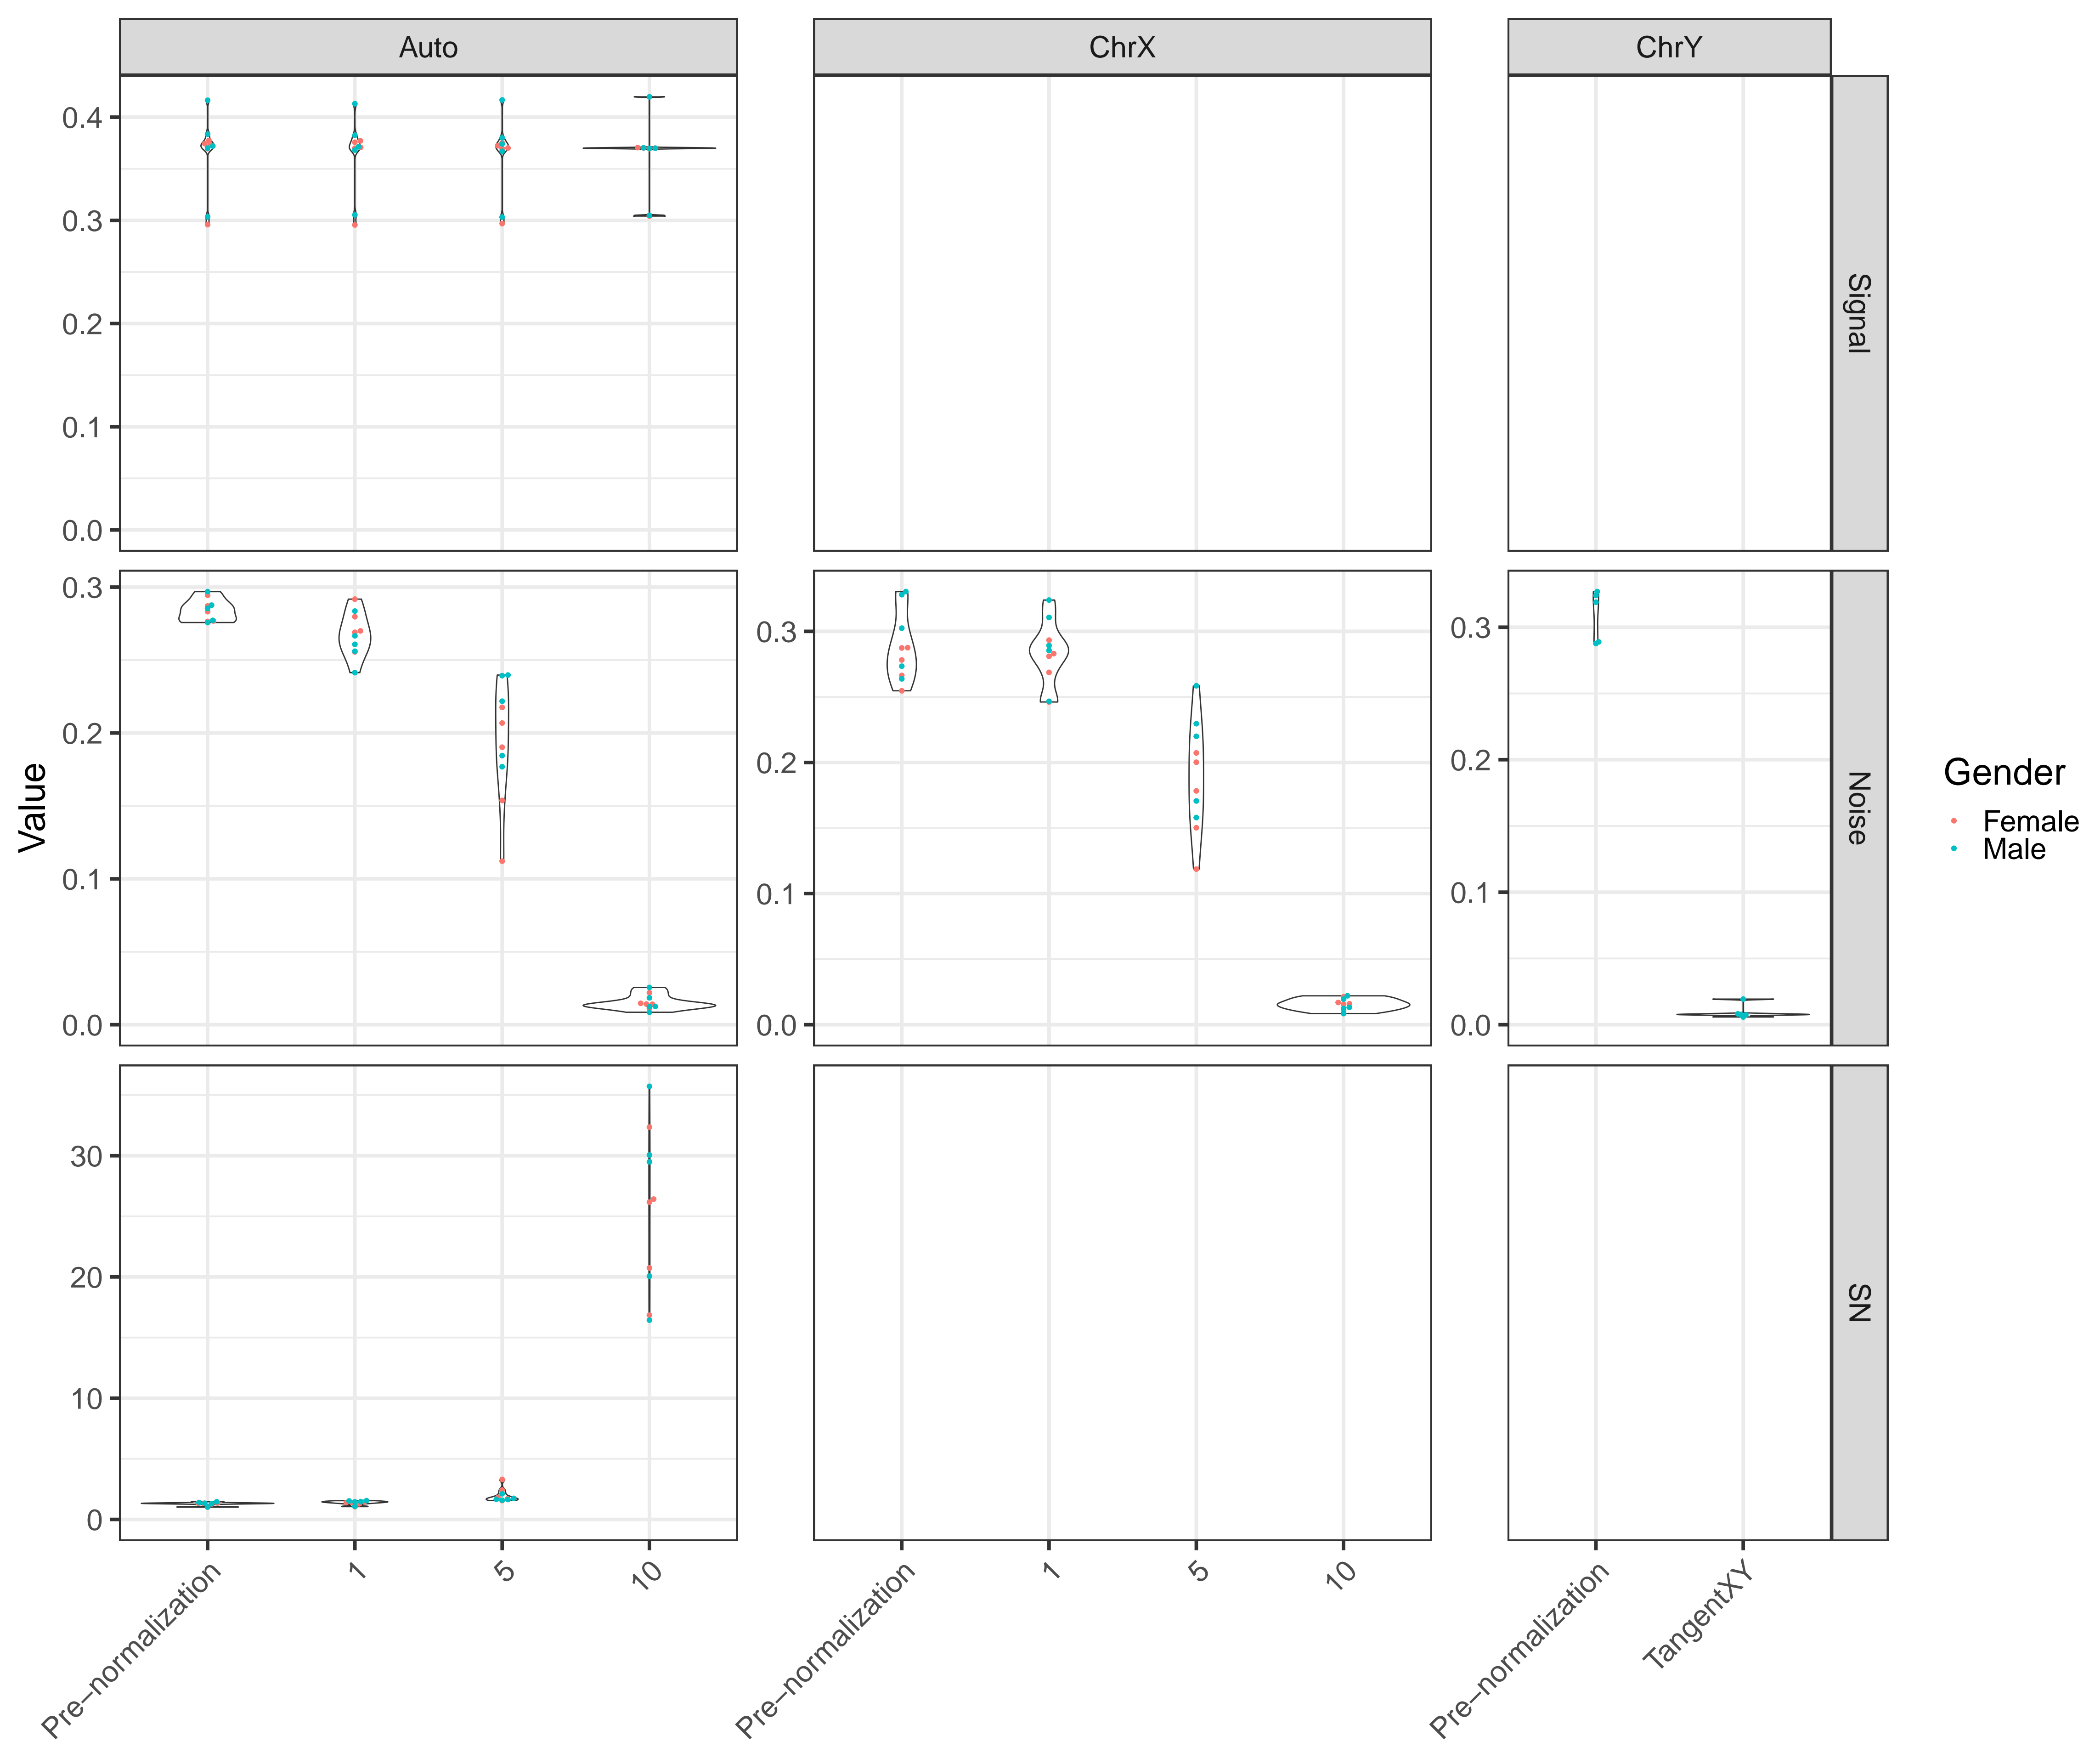 Auto ChrX ChrY
0.4
0.3
0.2
0.1
0.0
Signal
0.3
0.2
0.1
0.0
0.3
0.2
0.1
0.0
0.3
0.2
0.1
0.0
Noise
Value
Gender
Female
Male
30
20
10
0
SN
Pre−normalization 1 5 10
Pre−normalization 1 5 10
Pre−normalization TangentXY